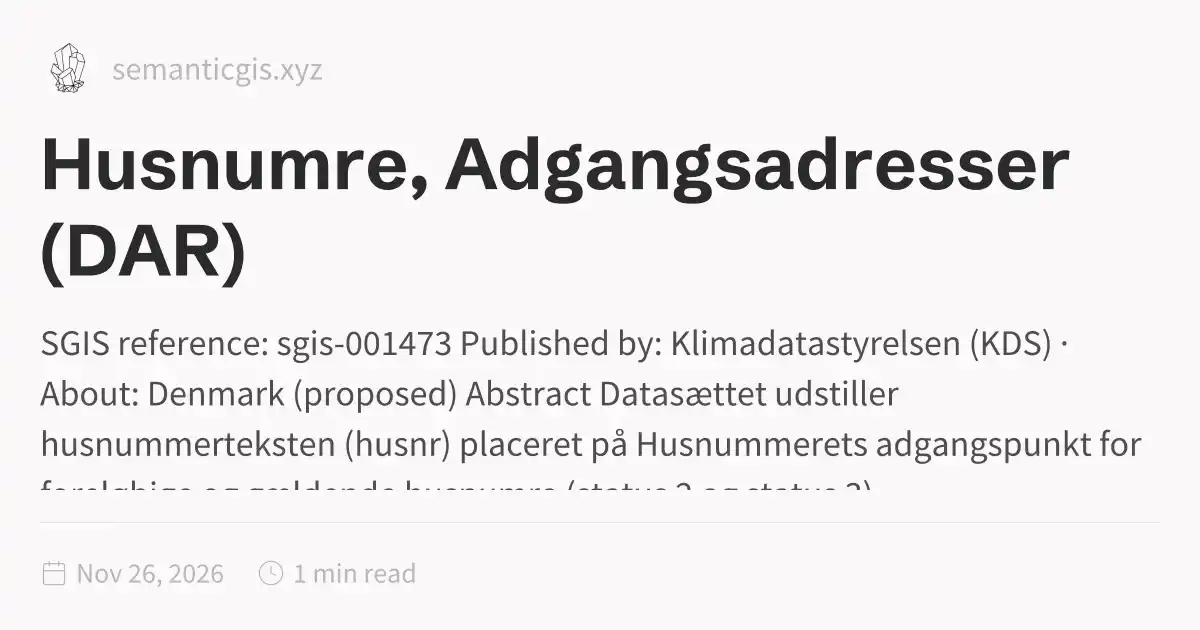 semanticgis.xyz
Husnumre, Adgangsadresser
(DAR)
SGIS reference: sgis-001473 Published by: Klimadatastyrelsen (KDS) ·
About: Denmark (proposed) Abstract Datasættet udstiller
husnummerteksten (husnr) placeret på Husnummerets adgangspunkt for
Nov 26, 2026
1 min read